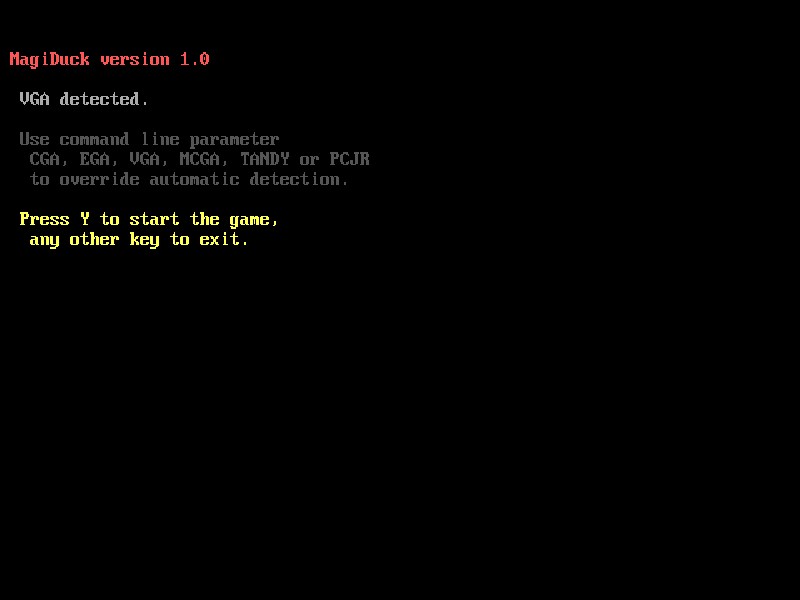 MagiDuck version 1.0
VGA detected.
Use command line parameter
CGA, EGA, VGA, MCGA, TANDY or PCJR
to override automatic detection.
Press Y to start the game,
any other key to exit.